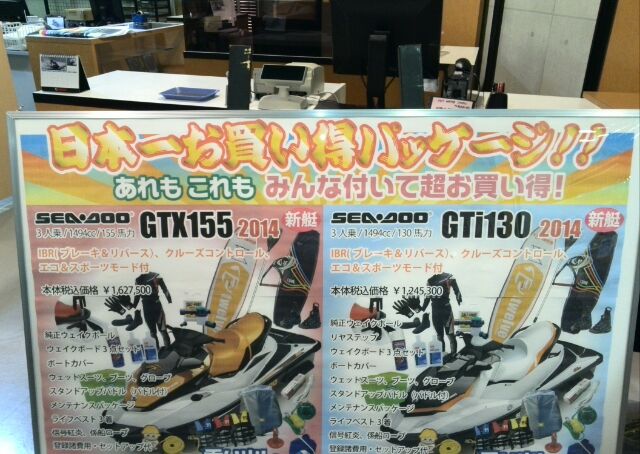 日本一お買い得パッケージ!!
あれも これも みんな付いて超お買い得!
SEA-DOO GTX155 2014 新艇
3人乗/1494cc/155馬力
IBR(ブレーキ&リバース)、クルーズコントロール、
エコ&スポーツモード付
本体税込価格 ¥1,627,500
純正ウェイクポール
ウェイクボード3点セット
ボートカバー
ウェットスーツ、ブーツ、グローブ
スタンドアップパドル(パドル付)
メンテナンスパッケージ
ライフベスト3着
信号紅炎、係船ロープ
登録諸費用・セットアップ代
SEA-DOO GTi130 2014 新艇
3人乗/1494cc/130馬力
IBR(ブレーキ&リバース)、クルーズコントロール、
エコ&スポーツモード付
本体税込価格 ¥1,245,300
純正ウェイクポール
リヤステップ
ウェイクボード3点セット
ボートカバー
ウェットスーツ、ブーツ、グローブ
スタンドアップパドル(パドル付)
メンテナンスパッケージ
ライフベスト3着
信号紅炎、係船ロープ
登録諸費用・セットアップ代